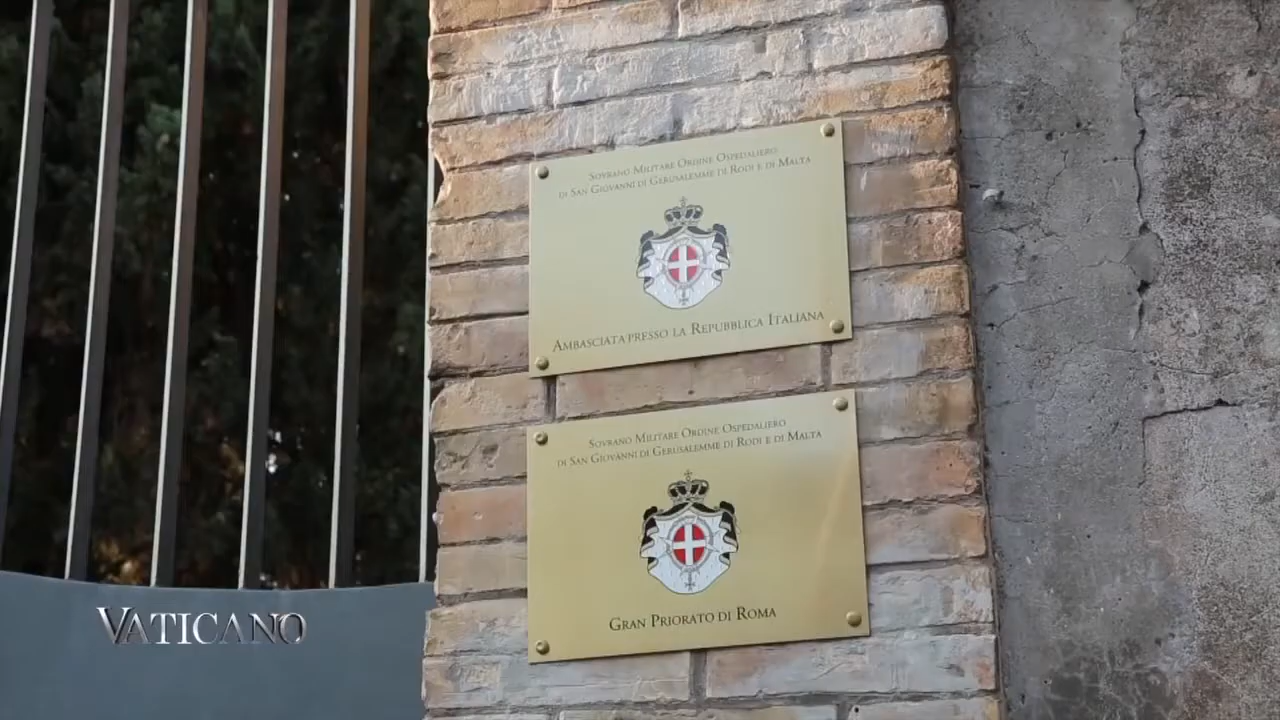 Sovrano Militare Ordine Ospedaliero
di San Giovanni di Gerusalemme di Rodi e di Malta
Ambasciata presso la Repubblica Italiana
Sovrano Militare Ordine Ospedaliero
di San Giovanni di Gerusalemme di Rodi e di Malta
Gran Priorato di Roma
VATICANO